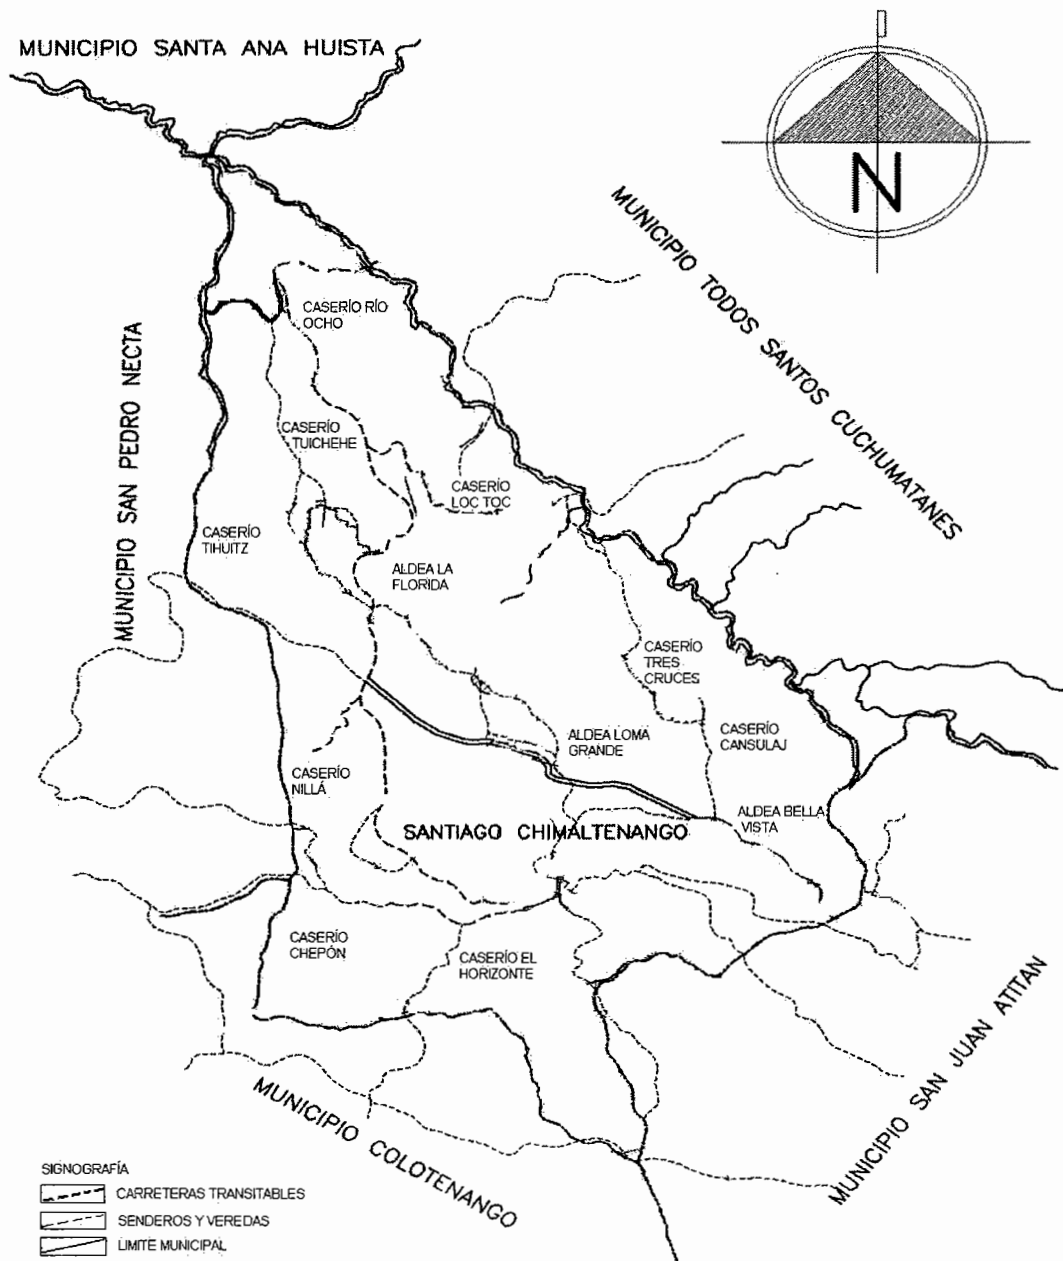 MUNICIPIO SANTA ANA HUISTA
N
MUNICIPIO TODOS SANTOS CUCHUMATANES
MUNICIPIO SAN PEDRO NECTA
CASERÍO RÍO
OCHO
CASERÍO
TUICHEHE
CASERÍO
LOC TOC
CASERÍO
TIHUITZ
ALDEA LA
FLORIDA
CASERÍO
TRES
CRUCES
CASERÍO
CANSULAJ
ALDEA LOMA
GRANDE
CASERÍO
NILLÁ
ALDEA BELLA
VISTA
SANTIAGO CHIMALTENANGO
CASERÍO
CHEPÓN
CASERÍO EL
HORIZONTE
MUNICIPIO SAN JUAN ATITAN
MUNICIPIO COLOTENANGO
SIGNOGRAFÍA
CARRETERAS TRANSITABLES
SENDEROS Y VEREDAS
LIMITE MUNICIPAL